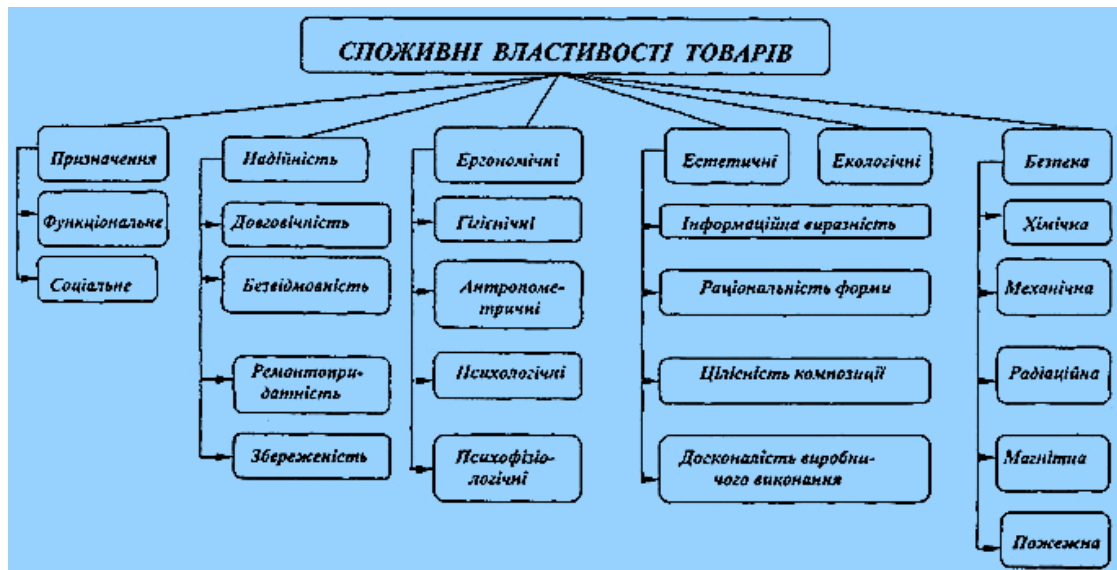 СПОЖИВНІ ВЛАСТИВОСТІ ТОВАРІВ
Призначення
Функціональне
Соціальне
Надійність
Довговічність
Безвідмовність
Ремонтопри-
датність
Збереженість
Ергономічні
Гігієнічні
Антропоме-
тричні
Психологічні
Психофізіо-
логічні
Естетичні
Інформаційна виразність
Раціональність форми
Цілісність композиції
Досконалість виробни-
чого виконання
Екологічні
Безпека
Хімічка
Механічна
Радіаційна
Магнітна
Пожежна